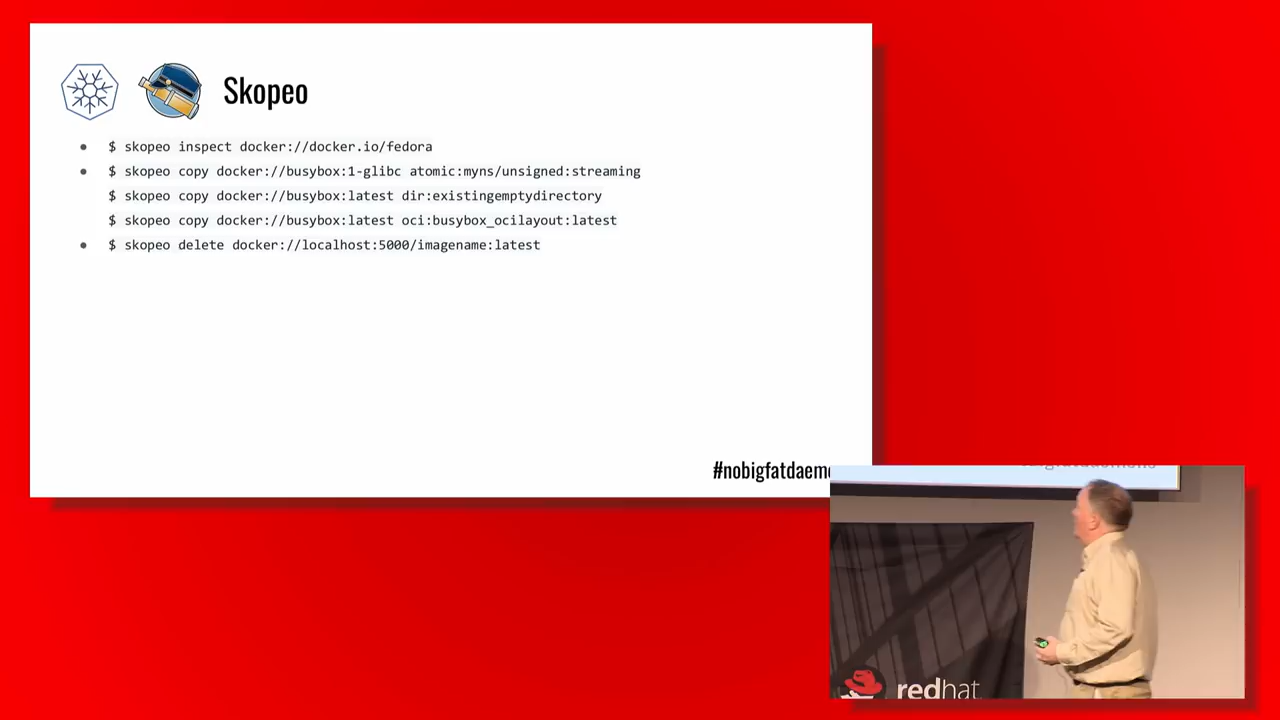 Skopeo
● $ skopeo inspect docker://docker.io/fedora
● $ skopeo copy docker://busybox:1-glibc atomic:myns/unsigned:streaming
$ skopeo copy docker://busybox:latest dir:existingemptydirectory
$ skopeo copy docker://busybox:latest oci:busybox_ocilayout:latest
● $ skopeo delete docker://localhost:5000/imagename:latest
#nobigfatdaem
redhat